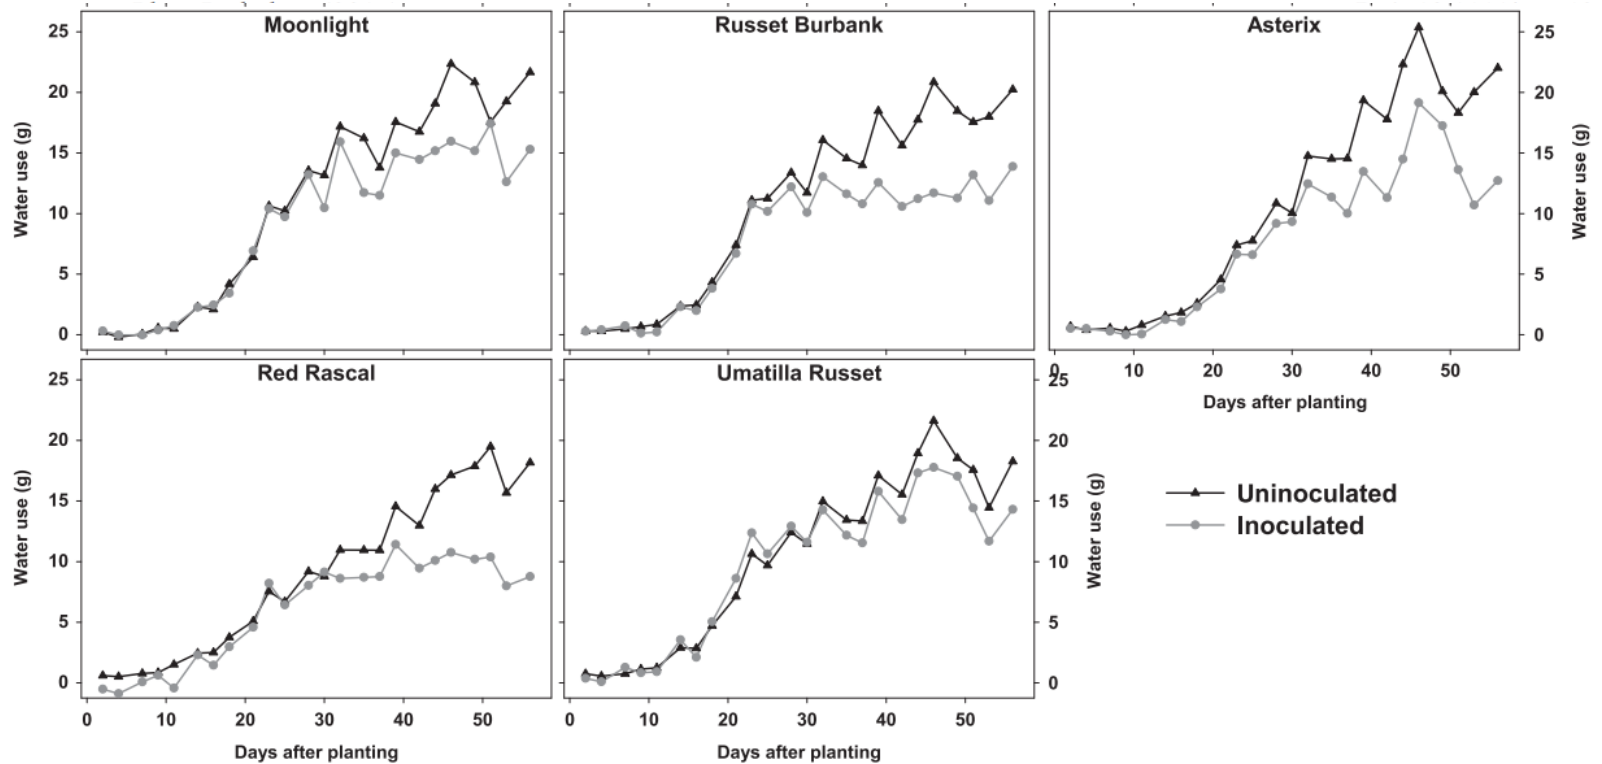 Moonlight
Russet Burbank
Asterix
25
20
15
10
5
0
Water use (g)
25
20
15
10
5
0
Water use (g)
0 10 20 30 40 50
Days after planting
Red Rascal
Umatilla Russet
25
20
15
10
5
0
Water use (g)
25
20
15
10
5
0
Water use (g)
0 10 20 30 40 50
Days after planting
0 10 20 30 40 50
Days after planting
Uninoculated
Inoculated